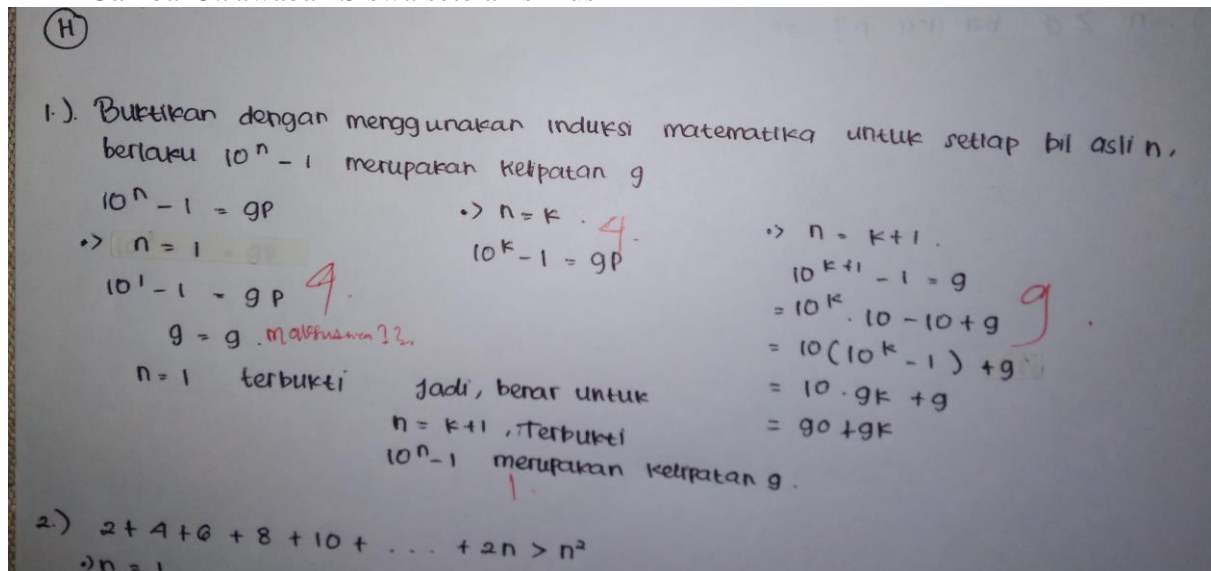 H
1.). Buktikan dengan menggunakan induksi matematika untuk setiap bil asli n,
berlaku 10ⁿ - 1 merupakan kelipatan 9
10ⁿ - 1 = 9P
•> n = 1
10¹ - 1 = 9P 4.
9 = 9.
n = 1 terbukti
•> n = k. 4.
10ᵏ - 1 = 9P
Jadi, benar untuk
n = k+1, Terbukti
10ⁿ-1 merupakan kelipatan 9.
1.
•> n = k+1.
10ᵏ⁺¹ - 1 = 9
= 10ᵏ. 10 - 10 + 9 9.
= 10(10ᵏ - 1) + 9
= 10 . 9k + 9
= 90 + 9k
2.) 2 + 4 + 6 + 8 + 10 + . . . . + 2n > n²
•> n = 1